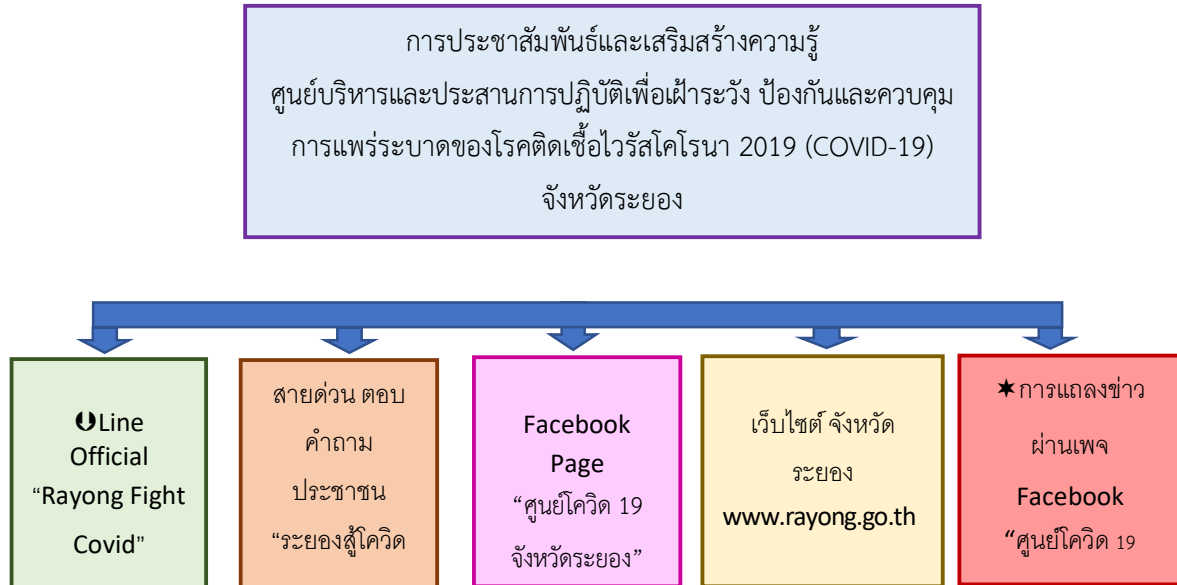 การประชาสัมพันธ์และเสริมสร้างความรู้
ศูนย์บริหารและประสานการปฏิบัติเพื่อเฝ้าระวัง ป้องกันและควบคุม
การแพร่ระบาดของโรคติดเชื้อไวรัสโคโรนา 2019 (COVID-19)
จังหวัดระยอง
Line
Official
“Rayong Fight
Covid”
สายด่วน ตอบ
คำถาม
ประชาชน
“ระยองสู้โควิด
Facebook
Page
“ศูนย์โควิด 19
จังหวัดระยอง”
เว็บไซต์ จังหวัด
ระยอง
www.rayong.go.th
✶การแถลงข่าว
ผ่านเพจ
Facebook
“ศูนย์โควิด 19